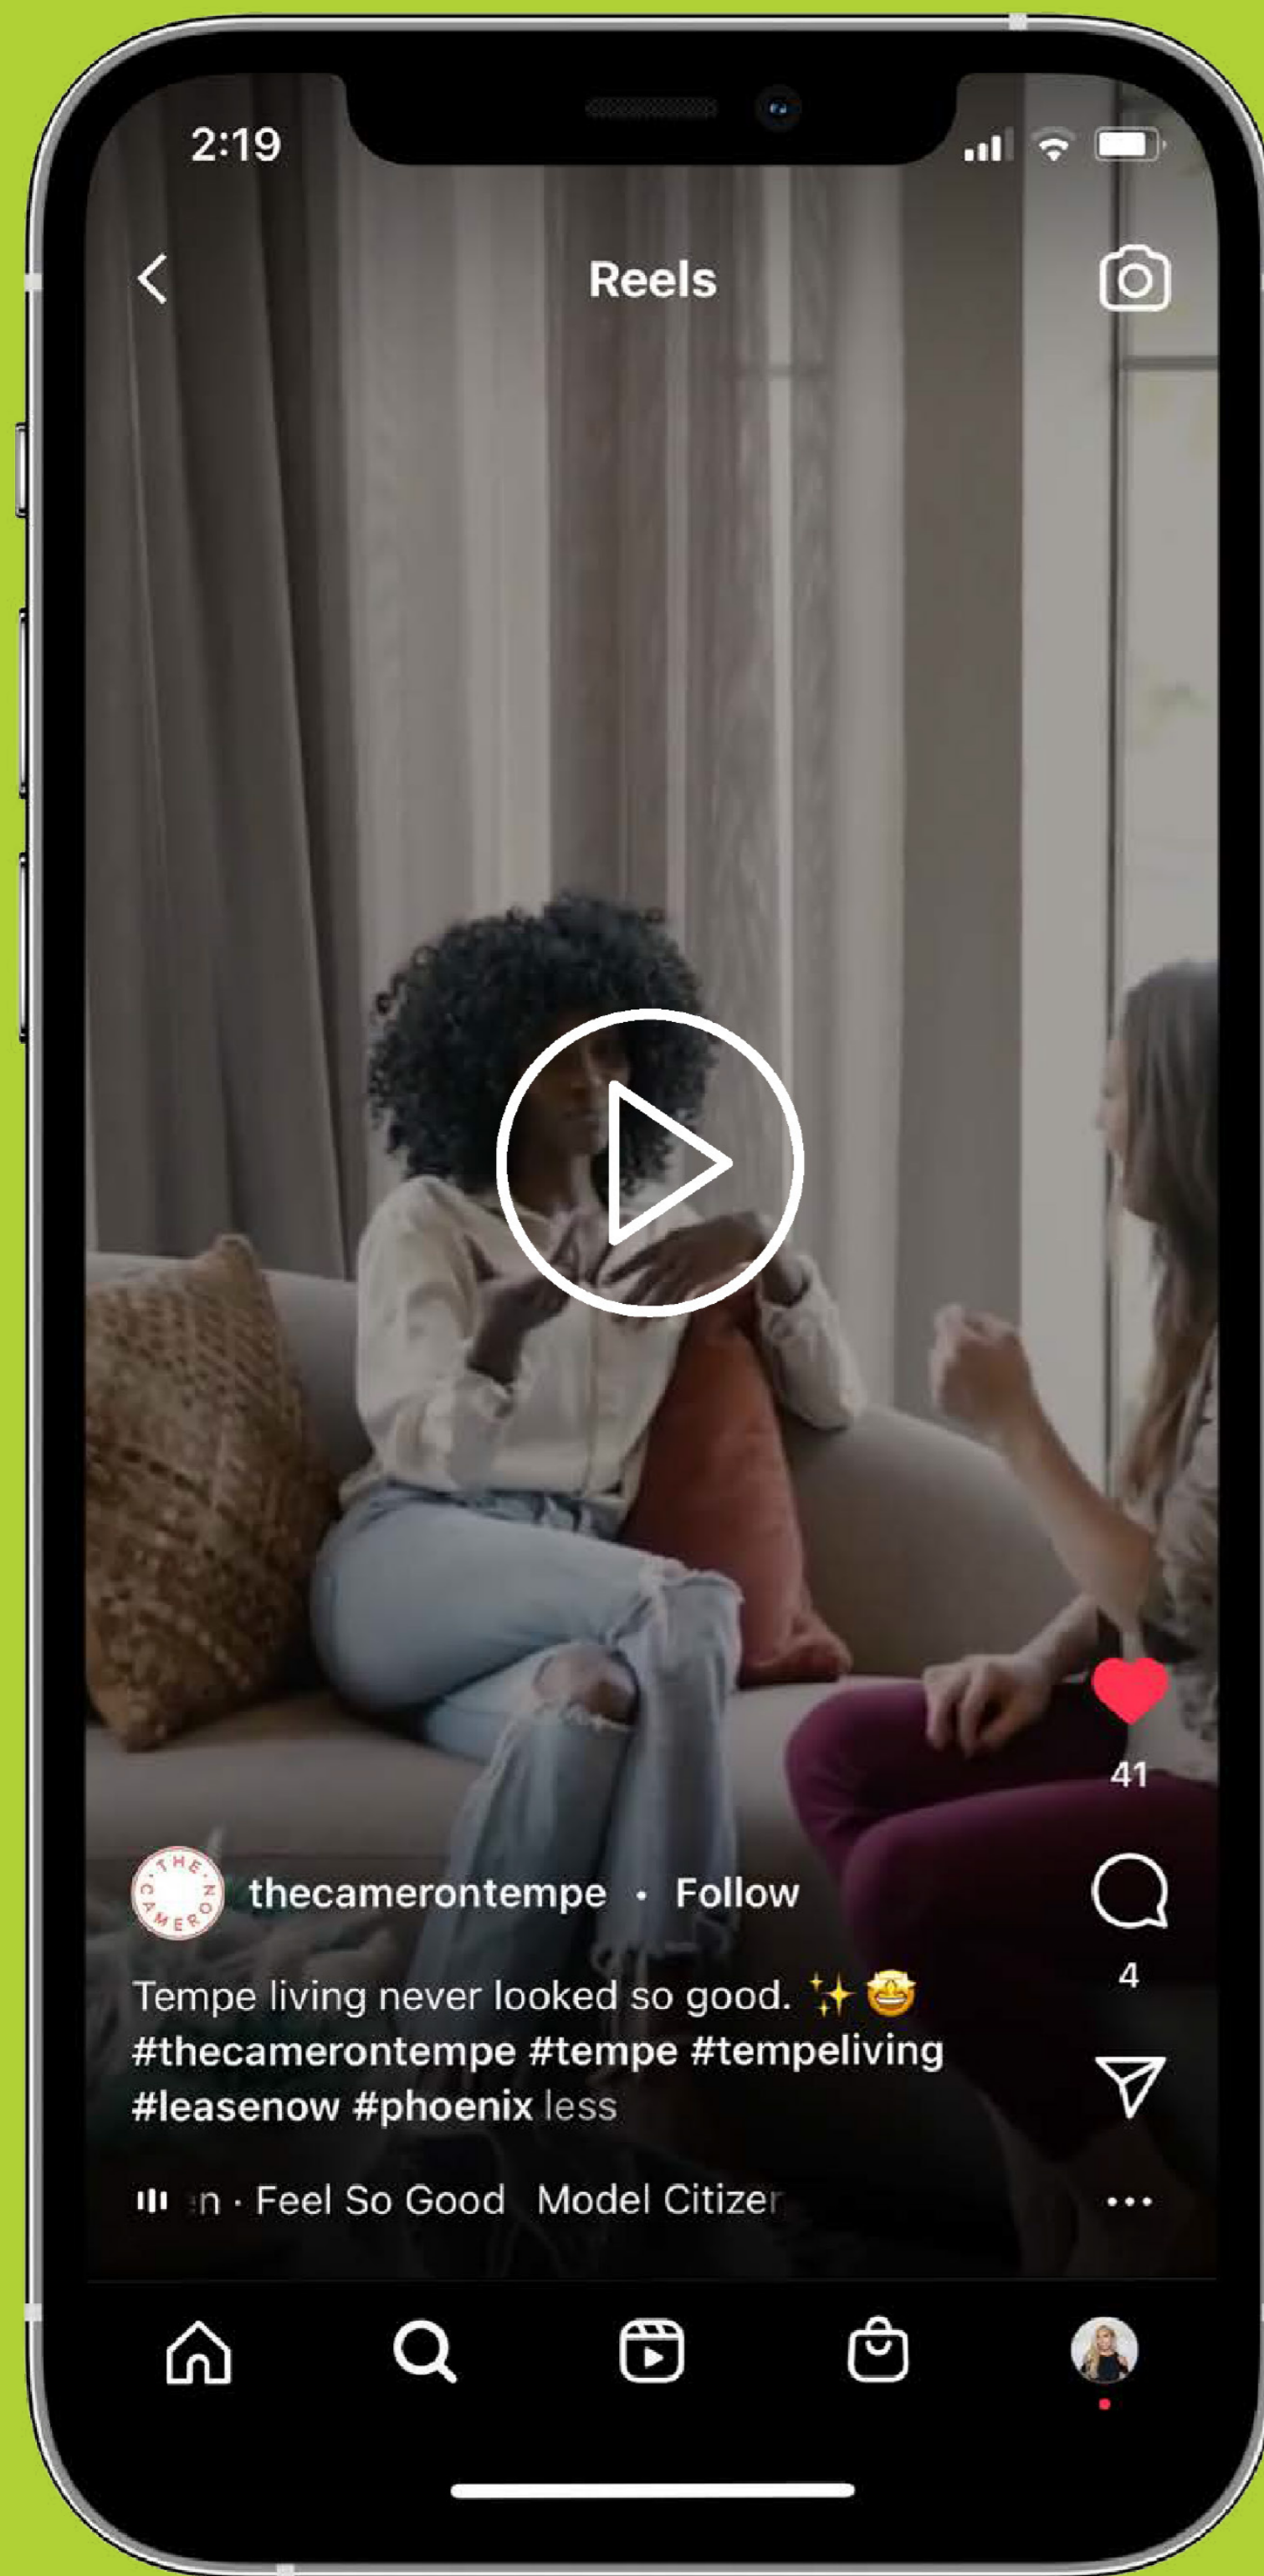 2:19
Reels
41
THE CAMERON
thecamerontempe · Follow
4
Tempe living never looked so good. ✨ 🤩
#thecamerontempe #tempe #tempeliving
#leasenow #phoenix less
n · Feel So Good Model Citizen